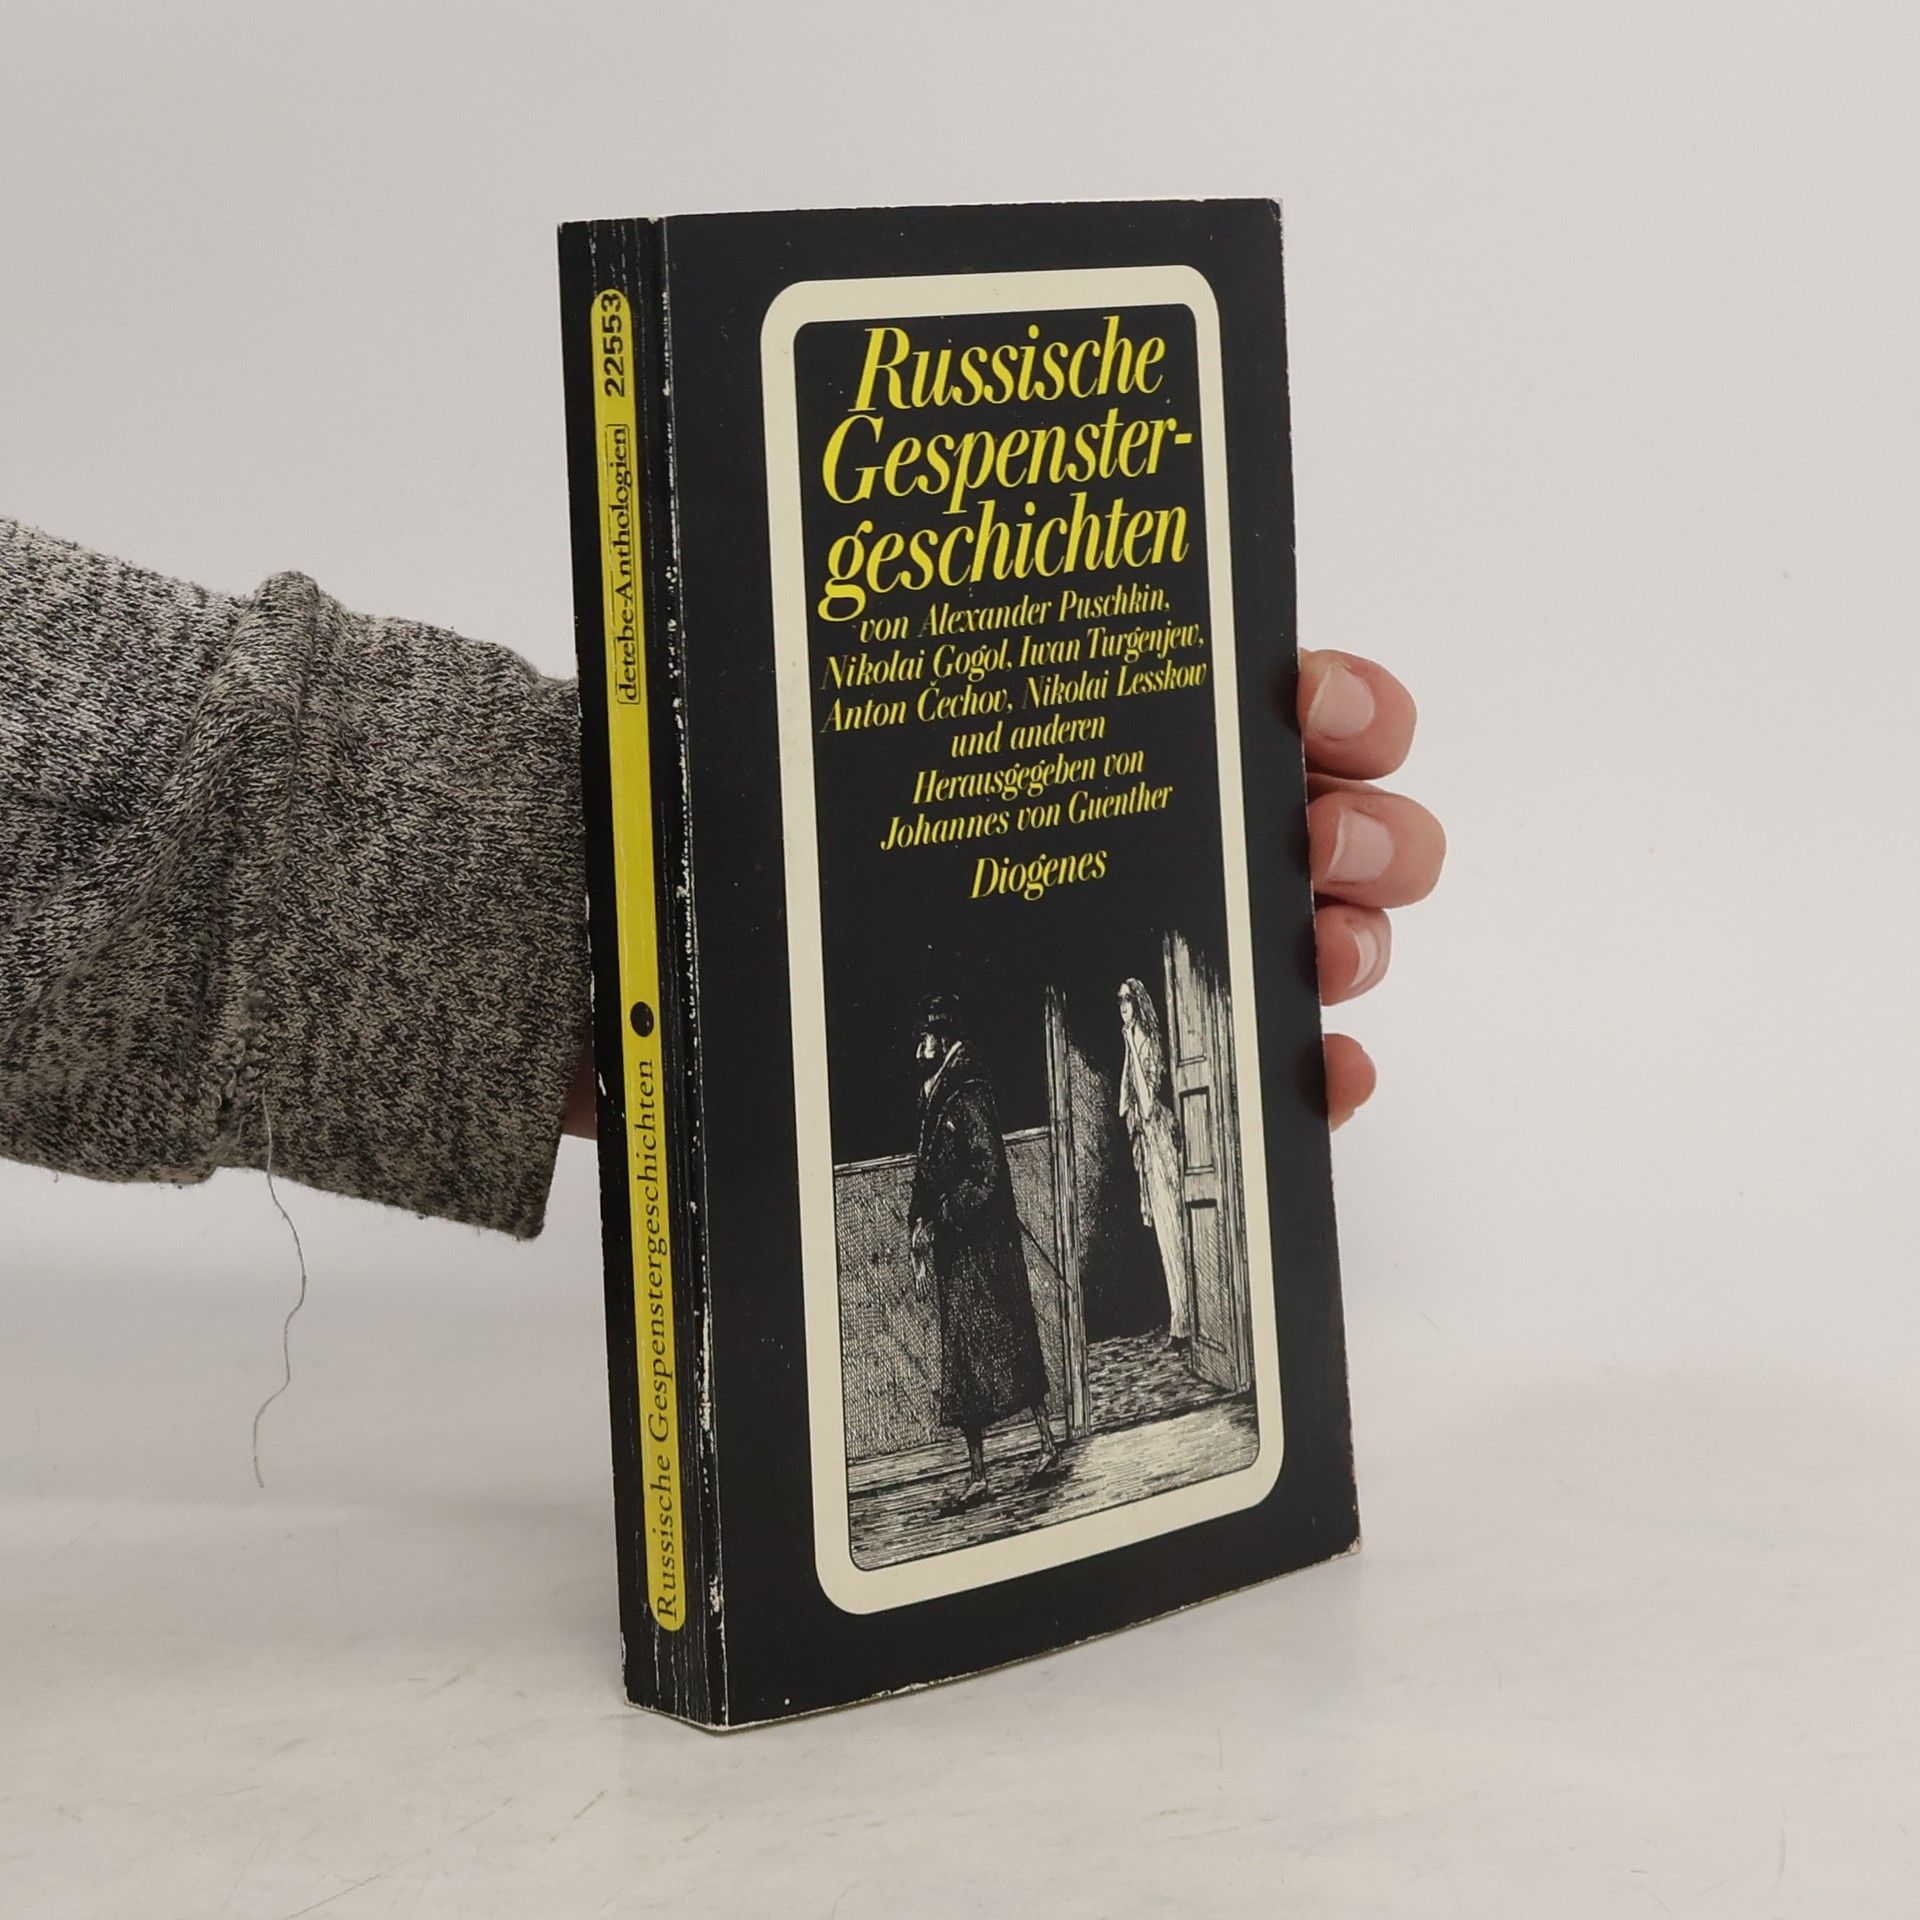 22553
detebe-Anthologien
Russische Gespenstergeschichten
Russische
Gespenster-
geschichten
von Alexander Puschkin,
Nikolai Gogol, Iwan Turgenjew,
Anton Čechov, Nikolai Lesskow
und anderen
Herausgegeben von
Johannes von Guenther
Diogenes